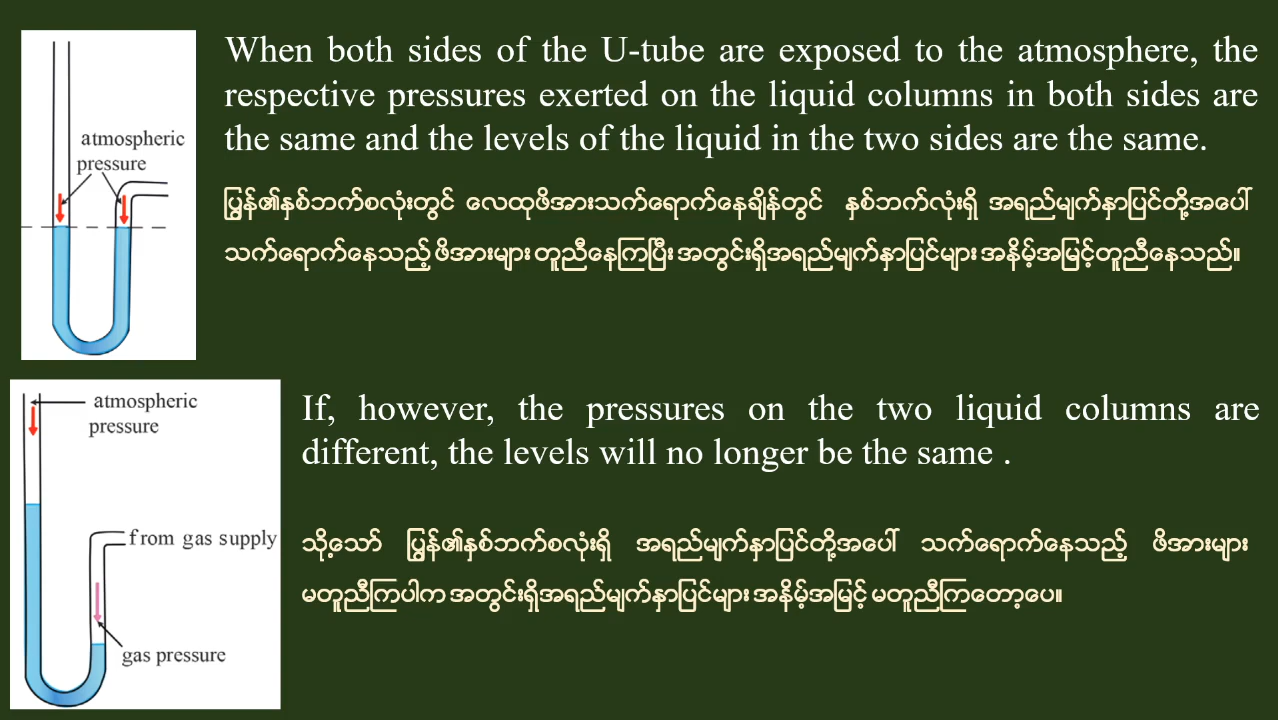 atmospheric
pressure
When both sides of the U-tube are exposed to the atmosphere, the
respective pressures exerted on the liquid columns in both sides are
the same and the levels of the liquid in the two sides are the same.
ပြွန်၏နှစ်ဘက်စလုံးတွင် လေထုဖိအားသက်ရောက်နေချိန်တွင် နှစ်ဘက်လုံးရှိ အရည်မျက်နှာပြင်တို့အပေါ်
သက်ရောက်နေသည့် ဖိအားများ တူညီနေကြပြီး အတွင်းရှိအရည်မျက်နှာပြင်များ အနိမ့်အမြင့်တူညီနေသည်။
atmospheric
pressure
from gas supply
gas pressure
If, however, the pressures on the two liquid columns are
different, the levels will no longer be the same .
သို့သော် ပြွန်၏နှစ်ဘက်စလုံးရှိ အရည်မျက်နှာပြင်တို့အပေါ် သက်ရောက်နေသည့် ဖိအားများ
မတူညီကြပါက အတွင်းရှိအရည်မျက်နှာပြင်များ အနိမ့်အမြင့် မတူညီကြတော့ပေ။